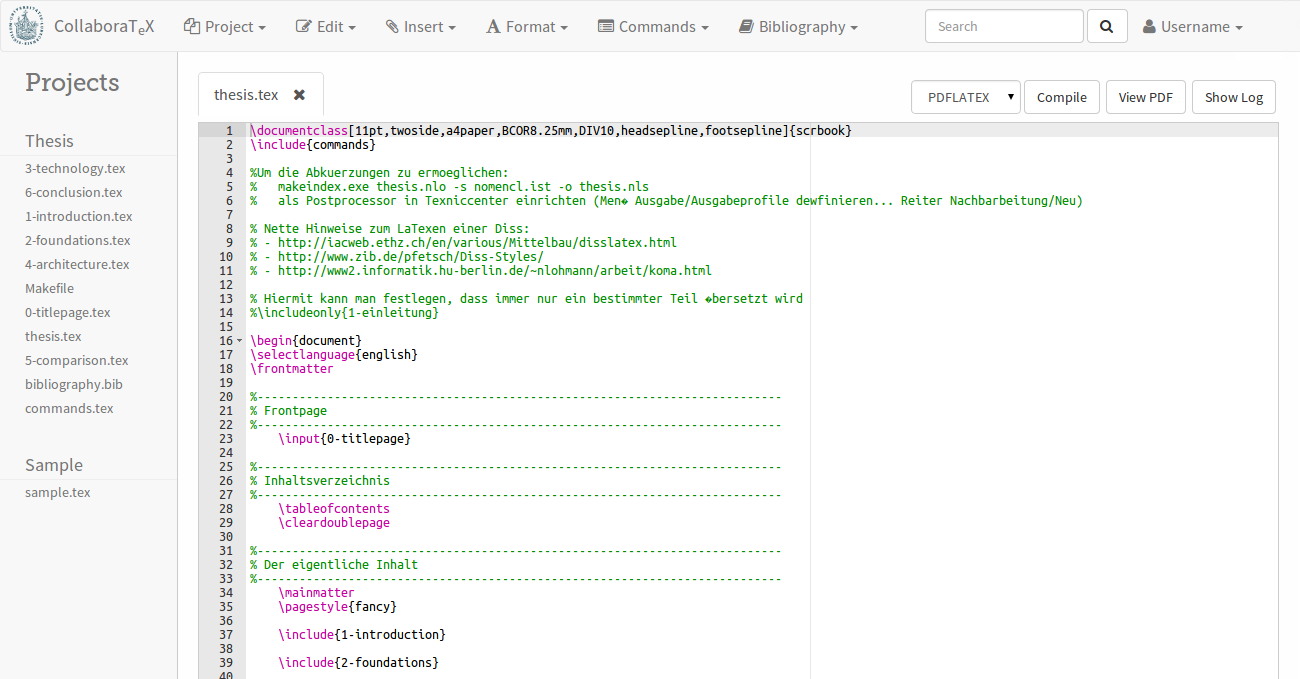 CollaboraTeX Project Edit Insert Format Commands Bibliography Search Username
Projects
Thesis
3-technology.tex
6-conclusion.tex
1-introduction.tex
2-foundations.tex
4-architecture.tex
Makefile
0-titlepage.tex
thesis.tex
5-comparison.tex
bibliography.bib
commands.tex
Sample
sample.tex
thesis.tex ✖ PDFLATEX ▾ Compile View PDF Show Log
1 \documentclass[11pt,twoside,a4paper,BCOR8.25mm,DIV10,headsepline,footsepline]{scrbook}
2 \include{commands}
3
4 %Um die Abkuerzungen zu ermoeglichen:
5 %   makeindex.exe thesis.nlo -s nomencl.ist -o thesis.nls
6 %   als Postprocessor in Texniccenter einrichten (Men� Ausgabe/Ausgabeprofile dewfinieren... Reiter Nachbarbeitung/Neu)
7
8 % Nette Hinweise zum LaTexen einer Diss:
9 % - http://iacweb.ethz.ch/en/various/Mittelbau/disslatex.html
10 % - http://www.zib.de/pfetsch/Diss-Styles/
11 % - http://www2.informatik.hu-berlin.de/~nlohmann/arbeit/koma.html
12
13 % Hiermit kann man festlegen, dass immer nur ein bestimmter Teil �bersetzt wird
14 %\includeonly{1-einleitung}
15
16 \begin{document}
17 \selectlanguage{english}
18 \frontmatter
19
20 %---------------------------------------------------------------------------
21 % Frontpage
22 %---------------------------------------------------------------------------
23     \input{0-titlepage}
24
25 %---------------------------------------------------------------------------
26 % Inhaltsverzeichnis
27 %---------------------------------------------------------------------------
28     \tableofcontents
29     \cleardoublepage
30
31 %---------------------------------------------------------------------------
32 % Der eigentliche Inhalt
33 %---------------------------------------------------------------------------
34     \mainmatter
35     \pagestyle{fancy}
36
37     \include{1-introduction}
38
39     \include{2-foundations}
40